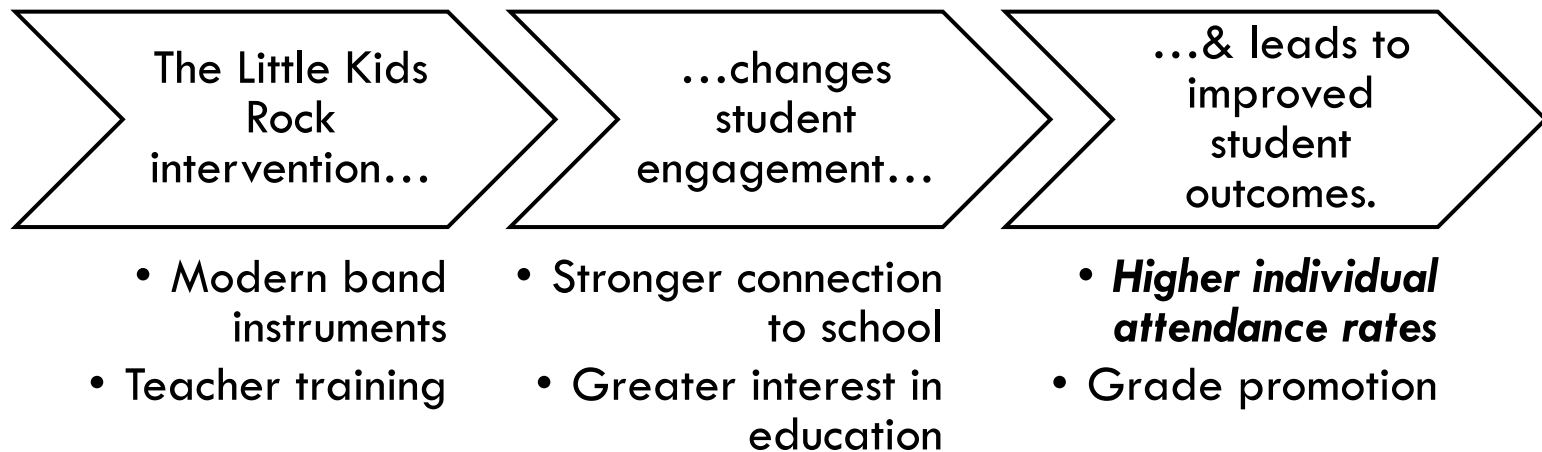 The Little Kids
Rock
intervention…
…changes
student
engagement…
…& leads to
improved
student
outcomes.
• Modern band
instruments
• Teacher training
• Stronger connection
to school
• Greater interest in
education
• Higher individual
attendance rates
• Grade promotion